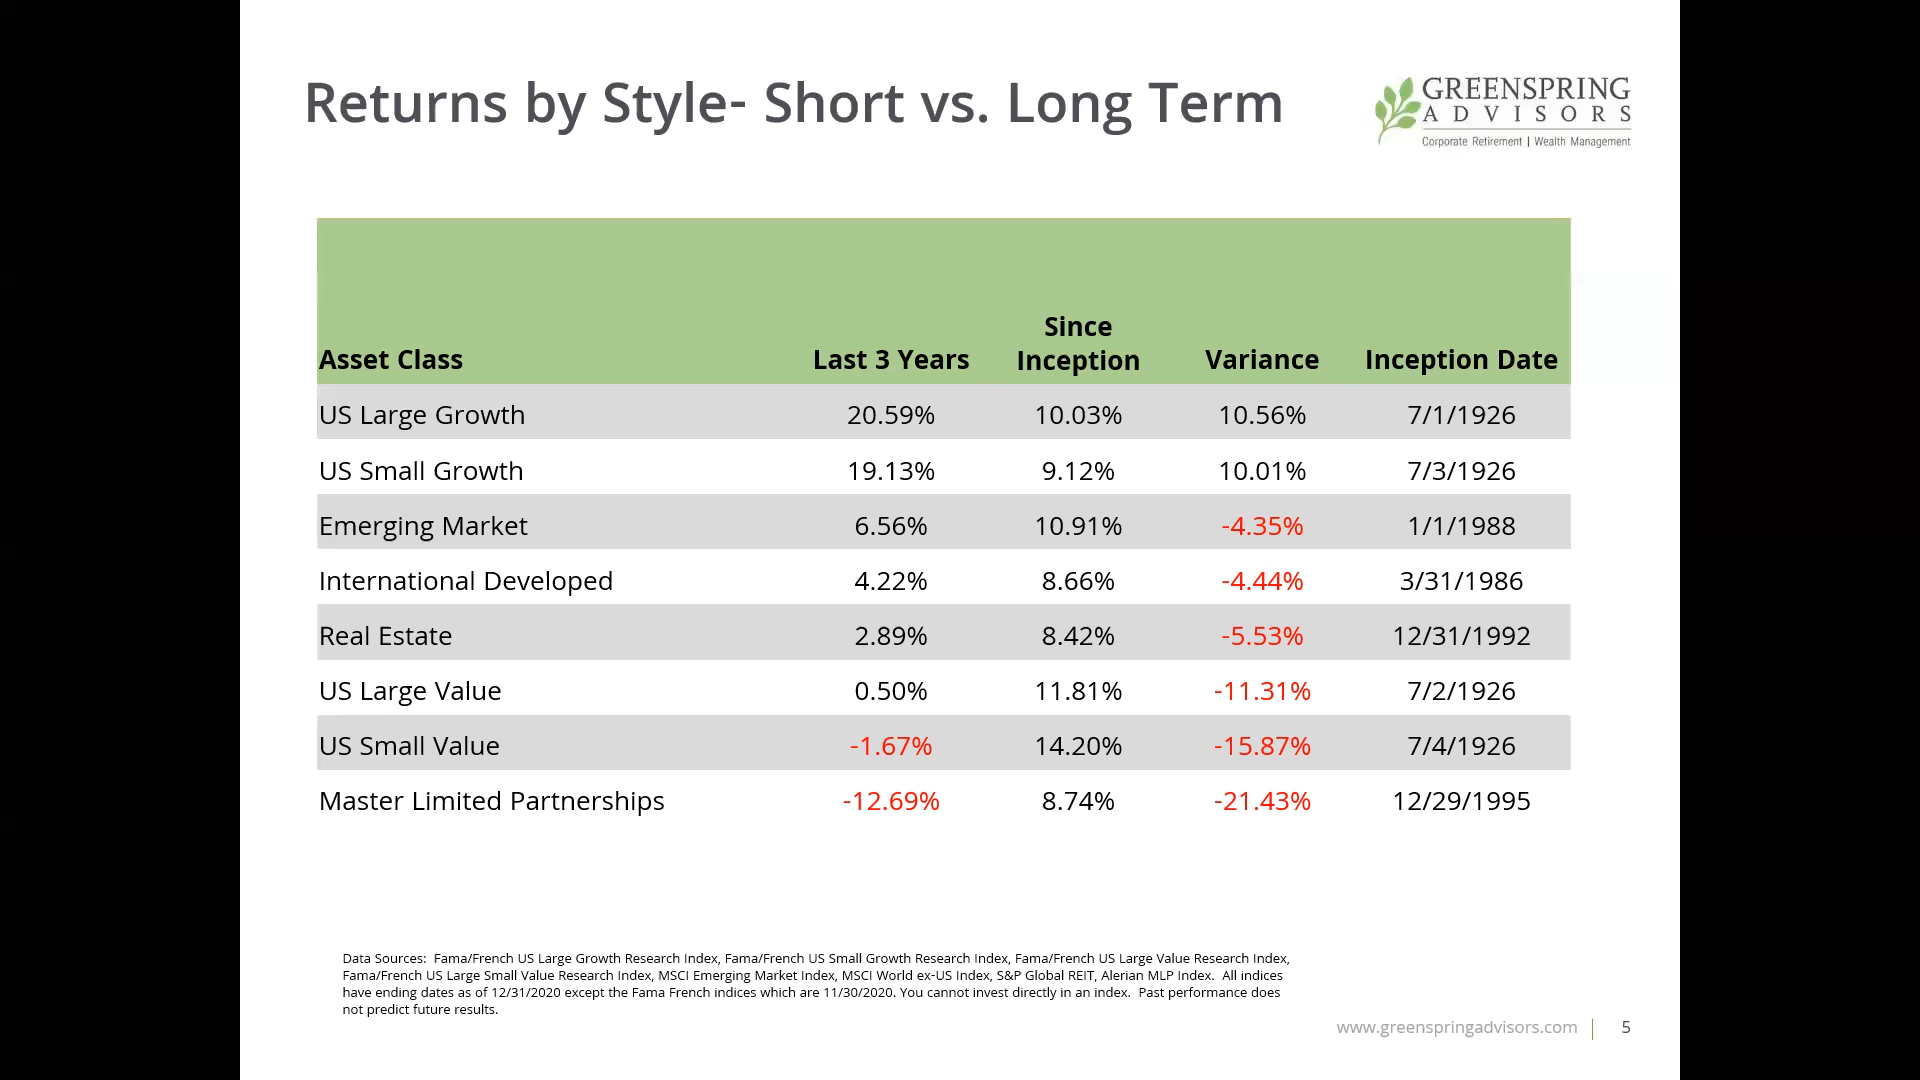 Returns by Style- Short vs. Long Term
GREENSPRING
ADVISORS
Corporate Retirement | Wealth Management
Asset Class Last 3 Years Since Inception Variance Inception Date
US Large Growth 20.59% 10.03% 10.56% 7/1/1926
US Small Growth 19.13% 9.12% 10.01% 7/3/1926
Emerging Market 6.56% 10.91% -4.35% 1/1/1988
International Developed 4.22% 8.66% -4.44% 3/31/1986
Real Estate 2.89% 8.42% -5.53% 12/31/1992
US Large Value 0.50% 11.81% -11.31% 7/2/1926
US Small Value -1.67% 14.20% -15.87% 7/4/1926
Master Limited Partnerships -12.69% 8.74% -21.43% 12/29/1995
Data Sources: Fama/French US Large Growth Research Index, Fama/French US Small Growth Research Index, Fama/French US Large Value Research Index,
Fama/French US Large Small Value Research Index, MSCI Emerging Market Index, MSCI World ex-US Index, S&P Global REIT, Alerian MLP Index. All indices
have ending dates as of 12/31/2020 except the Fama French indices which are 11/30/2020. You cannot invest directly in an index. Past performance does
not predict future results.
www.greenspringadvisors.com | 5